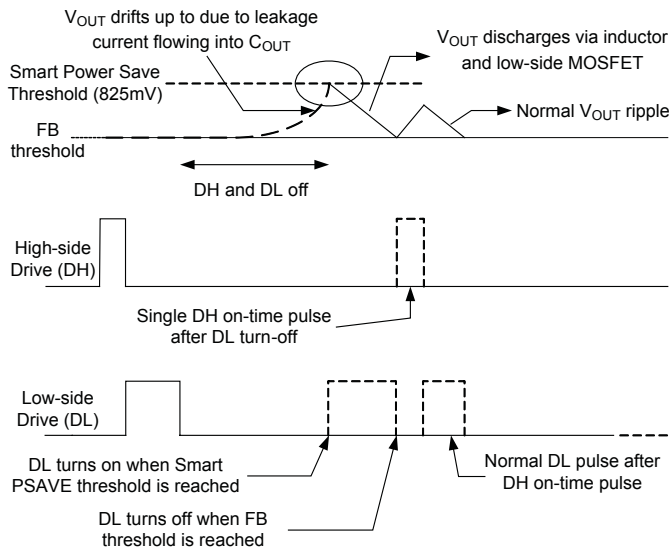 VOUT drifts up to due to leakage
current flowing into COUT
VOUT discharges via inductor
and low-side MOSFET
Smart Power Save
Threshold (825mV)
Normal VOUT ripple
FB
threshold
DH and DL off
High-side
Drive (DH)
Single DH on-time pulse
after DL turn-off
Low-side
Drive (DL)
DL turns on when Smart
PSAVE threshold is reached
Normal DL pulse after
DH on-time pulse
DL turns off when FB
threshold is reached